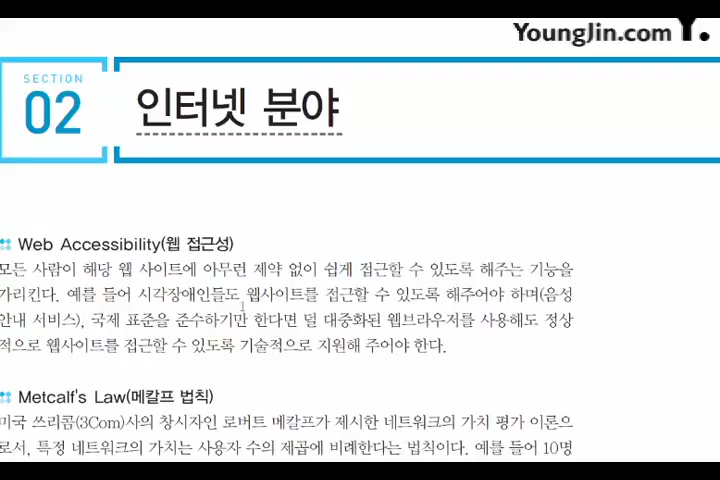 YoungJin.com Y.
SECTION
02
인터넷 분야
Web Accessibility(웹 접근성)
모든 사람이 해당 웹 사이트에 아무런 제약 없이 쉽게 접근할 수 있도록 해주는 기능을
가리킨다. 예를 들어 시각장애인들도 웹사이트를 접근할 수 있도록 해주어야 하며(음성
안내 서비스), 국제 표준을 준수하기만 한다면 덜 대중화된 웹브라우저를 사용해도 정상
적으로 웹사이트를 접근할 수 있도록 기술적으로 지원해 주어야 한다.
Metcalf's Law(메칼프 법칙)
미국 쓰리콤(3Com)사의 창시자인 로버트 메칼프가 제시한 네트워크의 가치 평가 이론으
로서, 특정 네트워크의 가치는 사용자 수의 제곱에 비례한다는 법칙이다. 예를 들어 10명